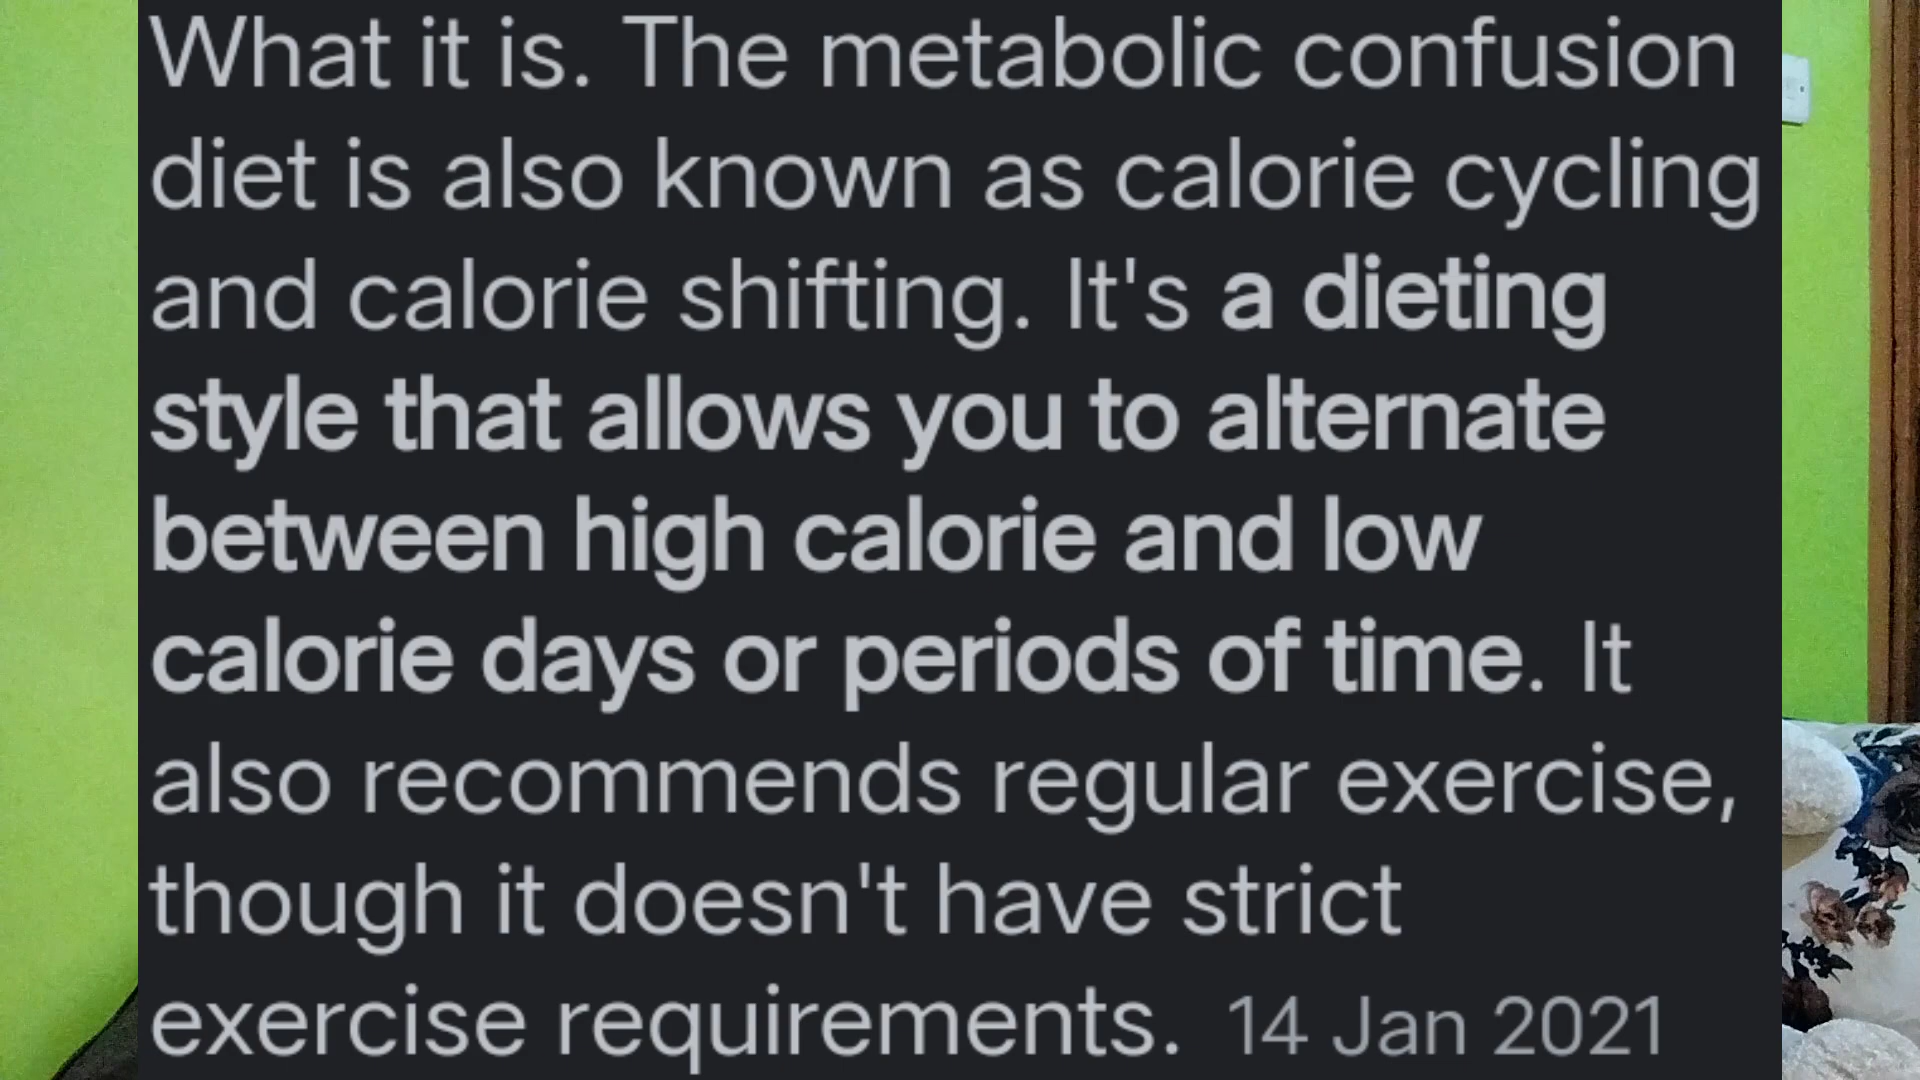 What it is. The metabolic confusion
diet is also known as calorie cycling
and calorie shifting. It's a dieting
style that allows you to alternate
between high calorie and low
calorie days or periods of time. It
also recommends regular exercise,
though it doesn't have strict
exercise requirements. 14 Jan 2021